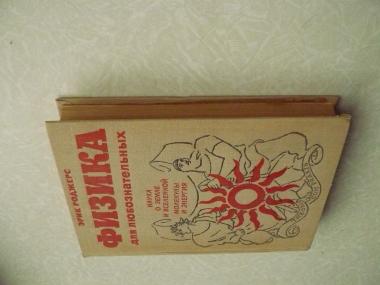 ЭРИК РОДЖЕРС
ФИЗИКА
ДЛЯ ЛЮБОЗНАТЕЛЬНЫХ
НАУКА
О ЗЕМЛЕ
И ВСЕЛЕННОЙ
МОЛЕКУЛЫ
И ЭНЕРГИЯ